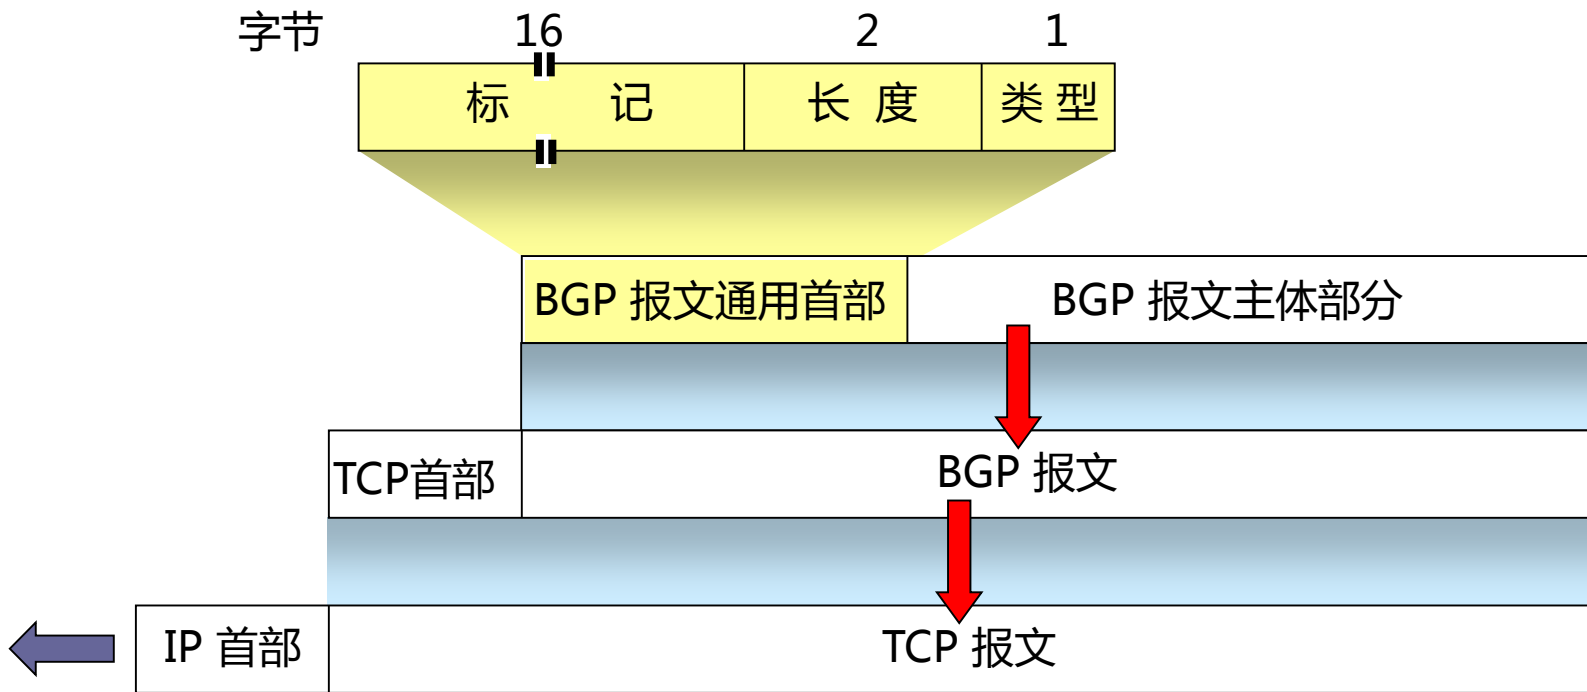 字节 16 2 1
标 记 长 度 类 型
BGP 报文通用首部 BGP 报文主体部分
TCP首部 BGP 报文
IP 首部 TCP 报文